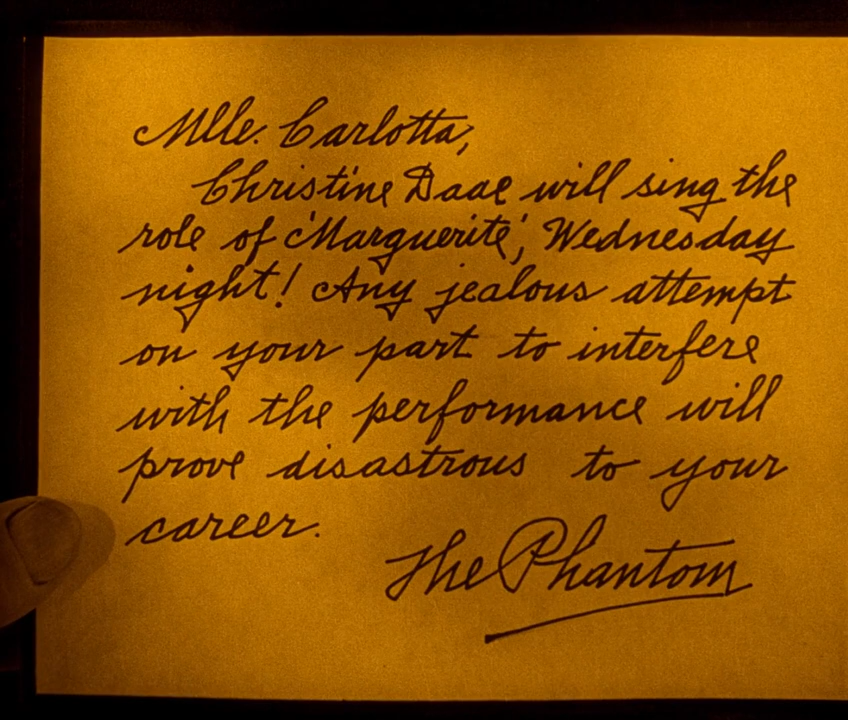 Mlle. Carlotta,
Christine Daae will sing the
role of 'Marguerite', Wednesday
night! Any jealous attempt
on your part to interfere
with the performance will
prove disastrous to your
career.
The Phantom